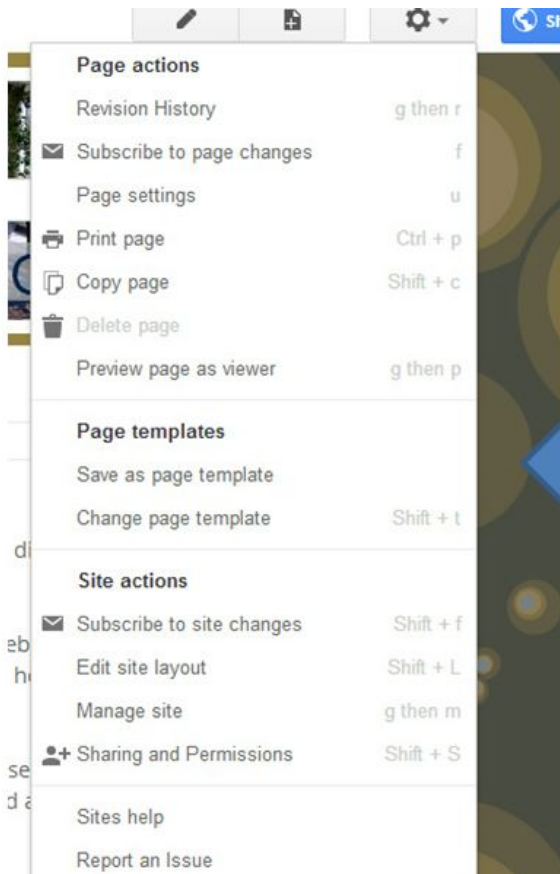 Page actions
Revision History g then r
Subscribe to page changes f
Page settings u
Print page Ctrl + p
Copy page Shift + c
Delete page
Preview page as viewer g then p
Page templates
Save as page template
Change page template Shift + t
Site actions
Subscribe to site changes Shift + f
Edit site layout Shift + L
Manage site g then m
Sharing and Permissions Shift + S
Sites help
Report an Issue